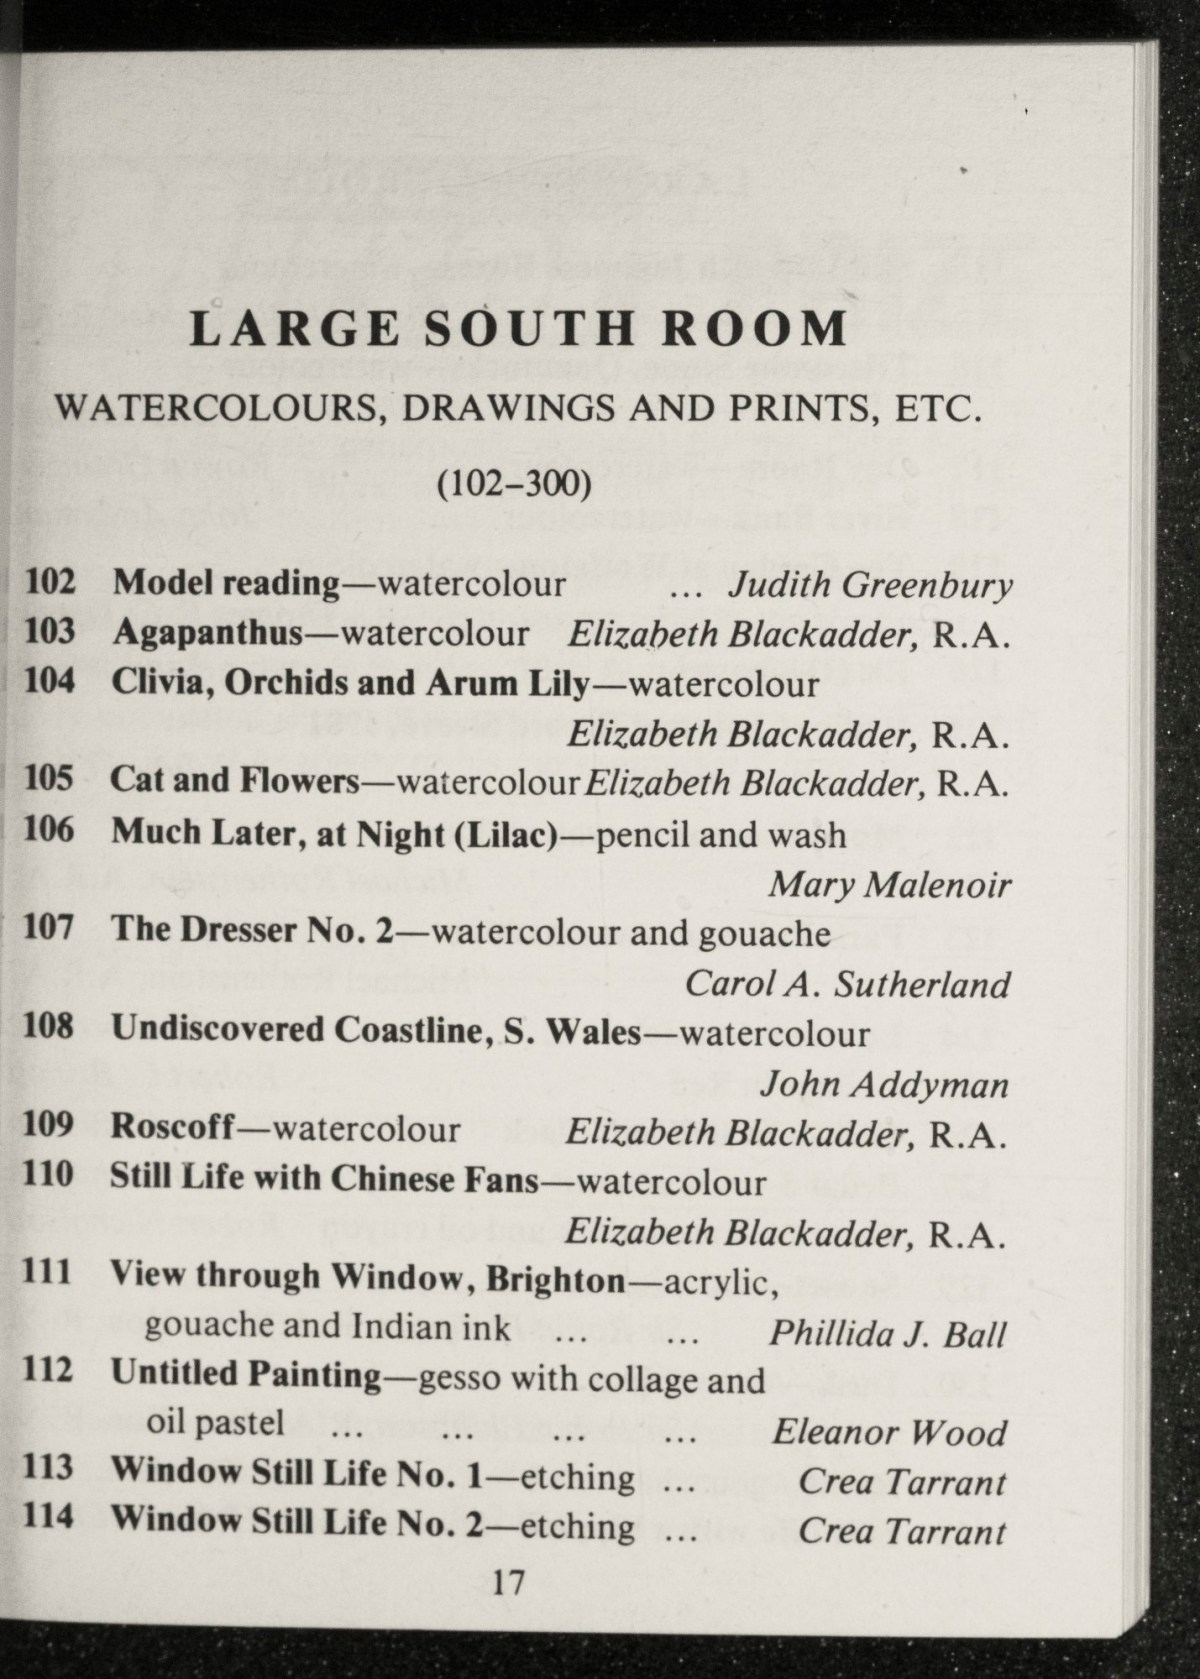 LARGE SOUTH ROOM
WATERCOLOURS, DRAWINGS AND PRINTS, ETC.
(102–300)
102 Model reading—watercolour ... Judith Greenbury
103 Agapanthus—watercolour Elizabeth Blackadder, R.A.
104 Clivia, Orchids and Arum Lily—watercolour
Elizabeth Blackadder, R.A.
105 Cat and Flowers—watercolour Elizabeth Blackadder, R.A.
106 Much Later, at Night (Lilac)—pencil and wash
Mary Malenoir
107 The Dresser No. 2—watercolour and gouache
Carol A. Sutherland
108 Undiscovered Coastline, S. Wales—watercolour
John Addyman
109 Roscoff—watercolour Elizabeth Blackadder, R.A.
110 Still Life with Chinese Fans—watercolour
Elizabeth Blackadder, R.A.
111 View through Window, Brighton—acrylic,
gouache and Indian ink ... ... Phillida J. Ball
112 Untitled Painting—gesso with collage and
oil pastel ... ... ... ... Eleanor Wood
113 Window Still Life No. 1—etching ... Crea Tarrant
114 Window Still Life No. 2—etching ... Crea Tarrant
17